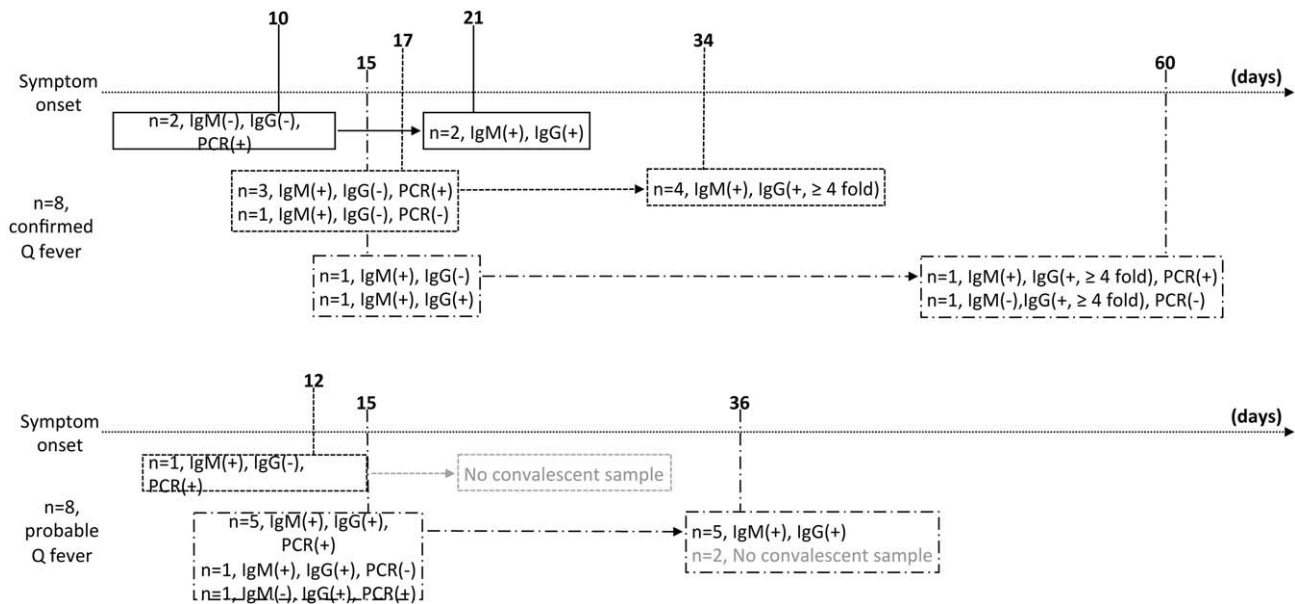 10
21
17
34
15
60
Symptom
onset
(days)
n=2, IgM(-), IgG(-),
PCR(+)
n=2, IgM(+), IgG(+)
n=8,
confirmed
Q fever
n=3, IgM(+), IgG(-), PCR(+)
n=1, IgM(+), IgG(-), PCR(-)
n=4, IgM(+), IgG(+, ≥ 4 fold)
n=1, IgM(+), IgG(-)
n=1, IgM(+), IgG(+)
n=1, IgM(+), IgG(+, ≥ 4 fold), PCR(+)
n=1, IgM(-),IgG(+, ≥ 4 fold), PCR(-)
12
15
36
Symptom
onset
(days)
n=1, IgM(+), IgG(-),
PCR(+)
No convalescent sample
n=8,
probable
Q fever
n=5, IgM(+), IgG(+),
PCR(+)
n=1, IgM(+), IgG(+), PCR(-)
n=1, IgM(-), IgG(+), PCR(+)
n=5, IgM(+), IgG(+)
n=2, No convalescent sample